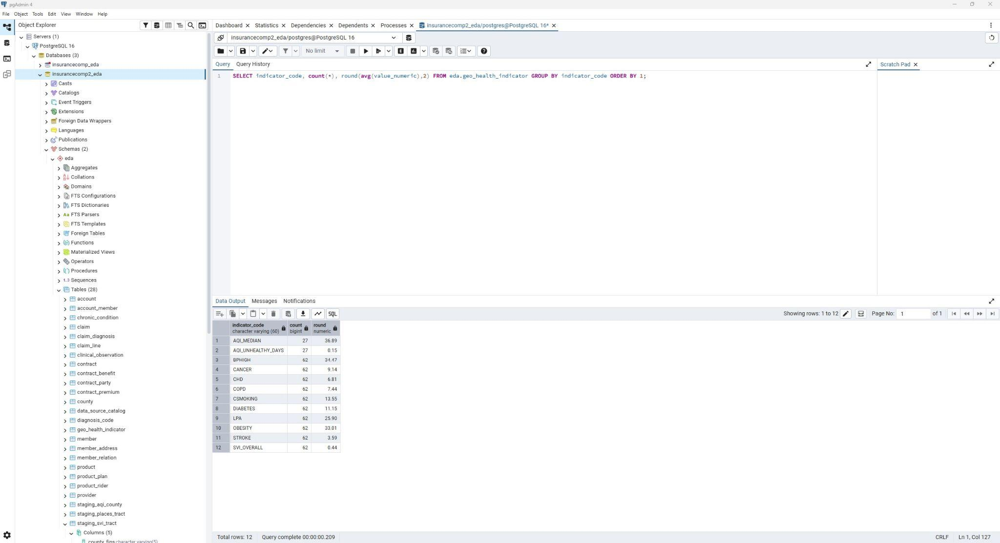 pgAdmin 4
File Object Tools Edit View Window Help
Object Explorer
Dashboard Statistics Dependencies Dependents Processes insurancecomp2_eda/postgres@PostgreSQL 16*
Servers (1)
PostgreSQL 16
Databases (3)
insurancecomp_eda
insurancecomp2_eda
Casts
Catalogs
Event Triggers
Extensions
Foreign Data Wrappers
Languages
Publications
Schemas (2)
eda
Aggregates
Collations
Domains
FTS Configurations
FTS Dictionaries
Aa FTS Parsers
FTS Templates
Foreign Tables
Functions
Materialized Views
Operators
Procedures
1..3 Sequences
Tables (28)
account
account_member
chronic_condition
claim
claim_diagnosis
claim_line
clinical_observation
contract
contract_benefit
contract_party
contract_premium
county
data_source_catalog
diagnosis_code
geo_health_indicator
member
member_address
member_relation
product
product_plan
product_rider
provider
staging_aqi_county
staging_places_tract
staging_svi_tract
Columns (5)
county_fips character varying(5)
insurancecomp2_eda/postgres@PostgreSQL 16
No limit
E
Query Query History
Scratch Pad
1 SELECT indicator_code, count(*), round(avg(value_numeric),2) FROM eda.geo_health_indicator GROUP BY indicator_code ORDER BY 1;
Data Output Messages Notifications
SQL
Showing rows: 1 to 12 Page No: 1 of 1
indicator_code count round
character varying (60) bigint numeric
1 AQI_MEDIAN 27 36.89
2 AQI_UNHEALTHY_DAYS 27 0.15
3 BPHIGH 62 34.47
4 CANCER 62 9.14
5 CHD 62 6.81
6 COPD 62 7.44
7 CSMOKING 62 13.55
8 DIABETES 62 11.15
9 LPA 62 25.90
10 OBESITY 62 33.01
11 STROKE 62 3.59
12 SVI_OVERALL 62 0.44
Total rows: 12 Query complete 00:00:00.209 CRLF Ln 1, Col 127